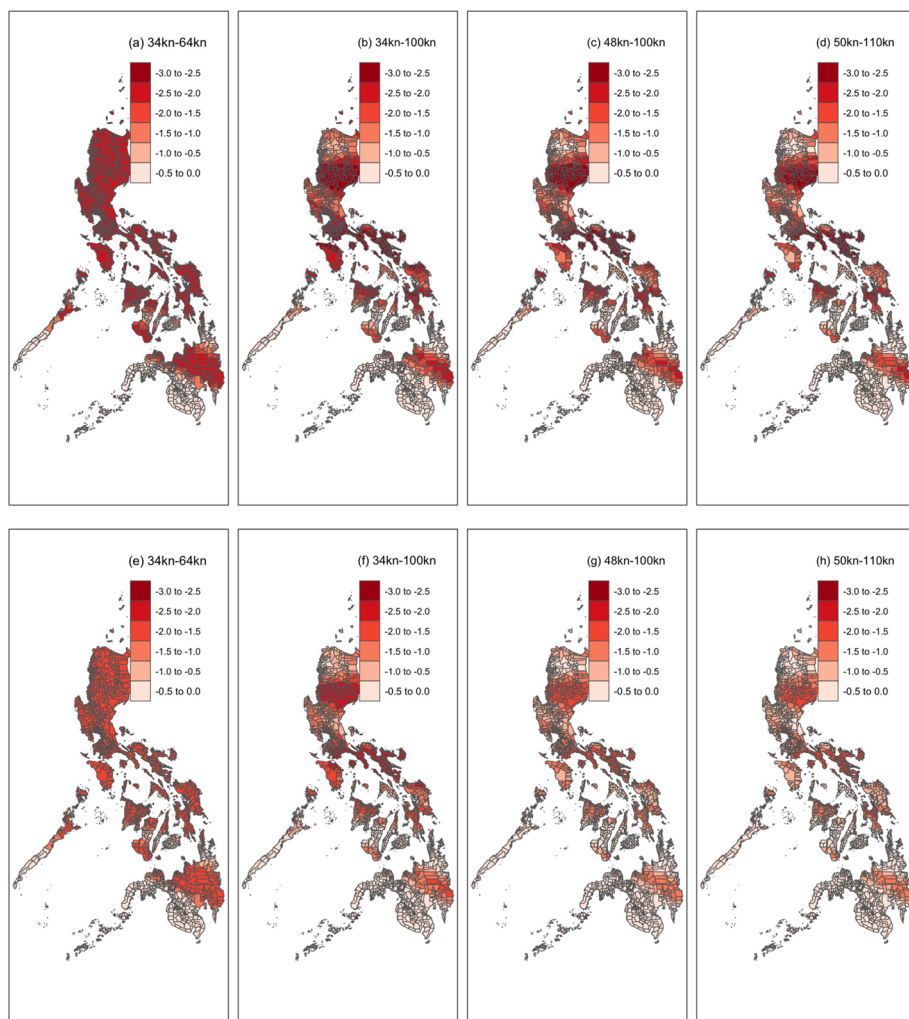 (a) 34kn-64kn
-3.0 to -2.5
-2.5 to -2.0
-2.0 to -1.5
-1.5 to -1.0
-1.0 to -0.5
-0.5 to 0.0
(b) 34kn-100kn
-3.0 to -2.5
-2.5 to -2.0
-2.0 to -1.5
-1.5 to -1.0
-1.0 to -0.5
-0.5 to 0.0
(c) 48kn-100kn
-3.0 to -2.5
-2.5 to -2.0
-2.0 to -1.5
-1.5 to -1.0
-1.0 to -0.5
-0.5 to 0.0
(d) 50kn-110kn
-3.0 to -2.5
-2.5 to -2.0
-2.0 to -1.5
-1.5 to -1.0
-1.0 to -0.5
-0.5 to 0.0
(e) 34kn-64kn
-3.0 to -2.5
-2.5 to -2.0
-2.0 to -1.5
-1.5 to -1.0
-1.0 to -0.5
-0.5 to 0.0
(f) 34kn-100kn
-3.0 to -2.5
-2.5 to -2.0
-2.0 to -1.5
-1.5 to -1.0
-1.0 to -0.5
-0.5 to 0.0
(g) 48kn-100kn
-3.0 to -2.5
-2.5 to -2.0
-2.0 to -1.5
-1.5 to -1.0
-1.0 to -0.5
-0.5 to 0.0
(h) 50kn-110kn
-3.0 to -2.5
-2.5 to -2.0
-2.0 to -1.5
-1.5 to -1.0
-1.0 to -0.5
-0.5 to 0.0